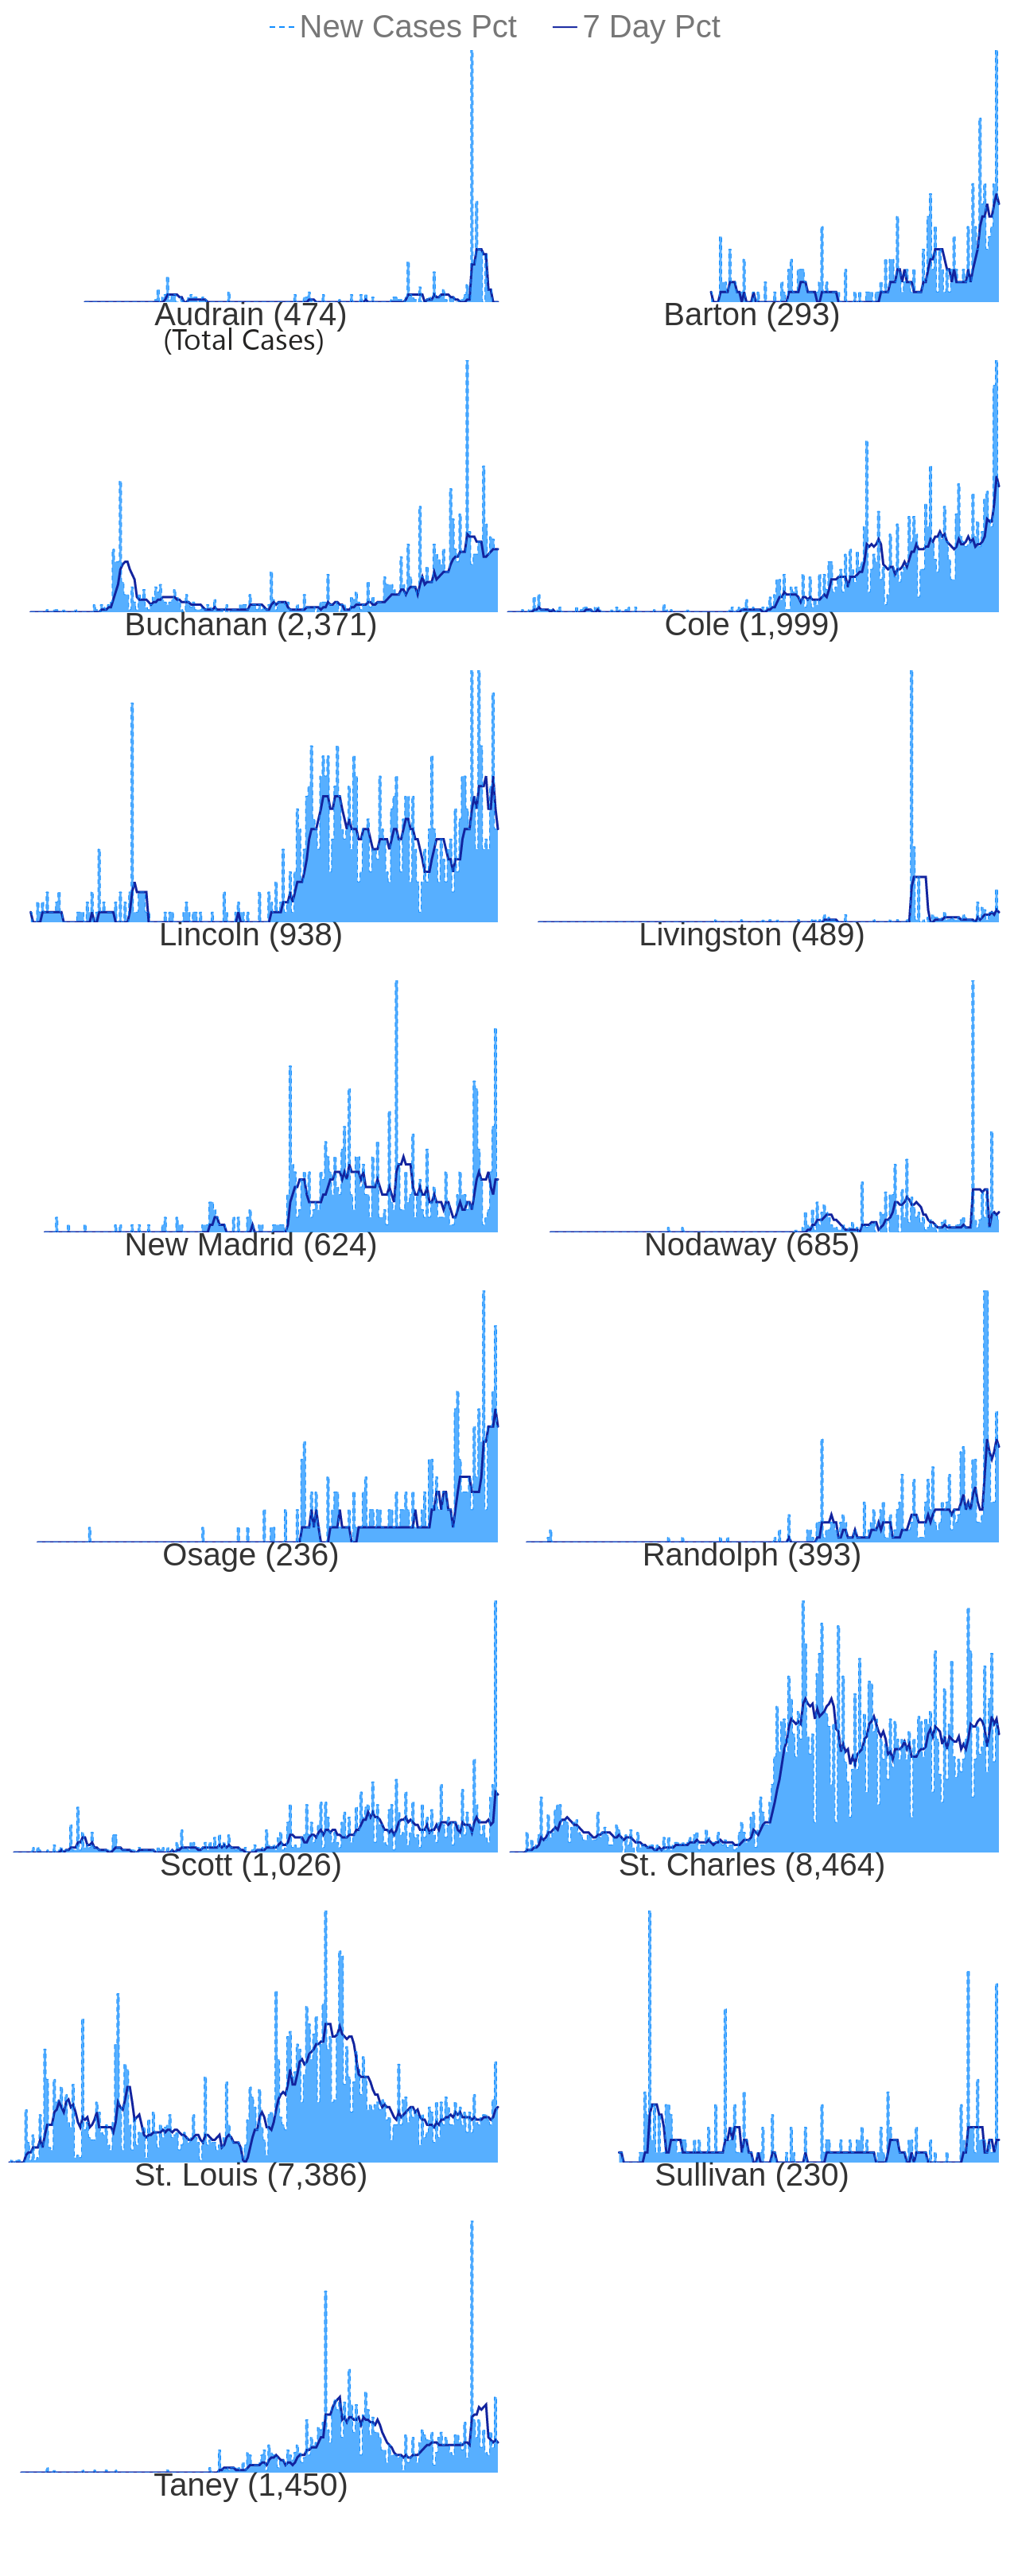 New Cases Pct 7 Day Pct
Audrain (474) Barton (293)
(Total Cases)
Buchanan (2,371) Cole (1,999)
Lincoln (938) Livingston (489)
New Madrid (624) Nodaway (685)
Osage (236) Randolph (393)
Scott (1,026) St. Charles (8,464)
St. Louis (7,386) Sullivan (230)
Taney (1,450)